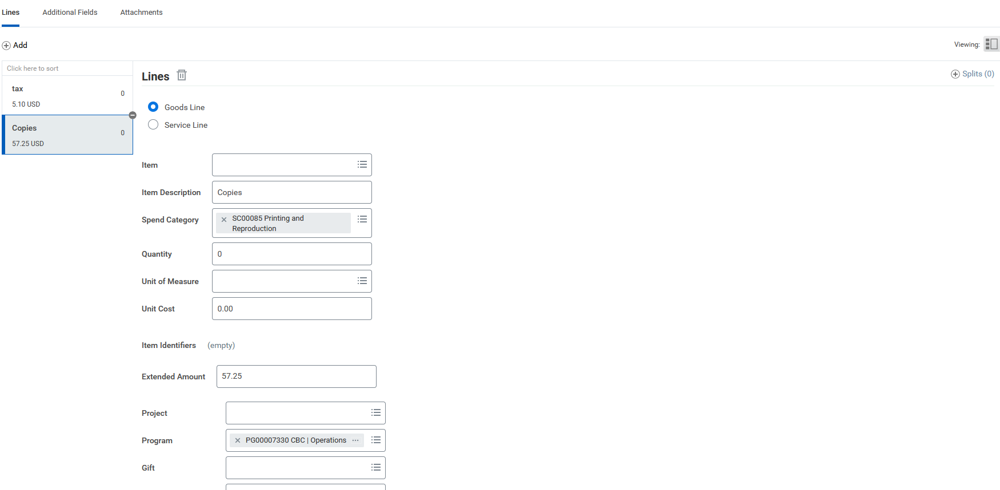 Lines Additional Fields Attachments
Add
Viewing:
Click here to sort
tax
0
5.10 USD
Copies
0
57.25 USD
Lines
Splits (0)
Goods Line
Service Line
Item
Item Description Copies
Spend Category SC00085 Printing and
Reproduction
Quantity 0
Unit of Measure
Unit Cost 0.00
Item Identifiers (empty)
Extended Amount 57.25
Project
Program PG00007330 CBC | Operations
Gift